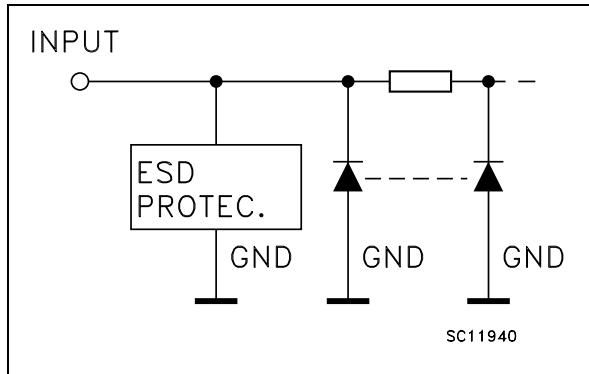 INPUT
ESD
PROTEC.
GND
GND
GND
SC11940